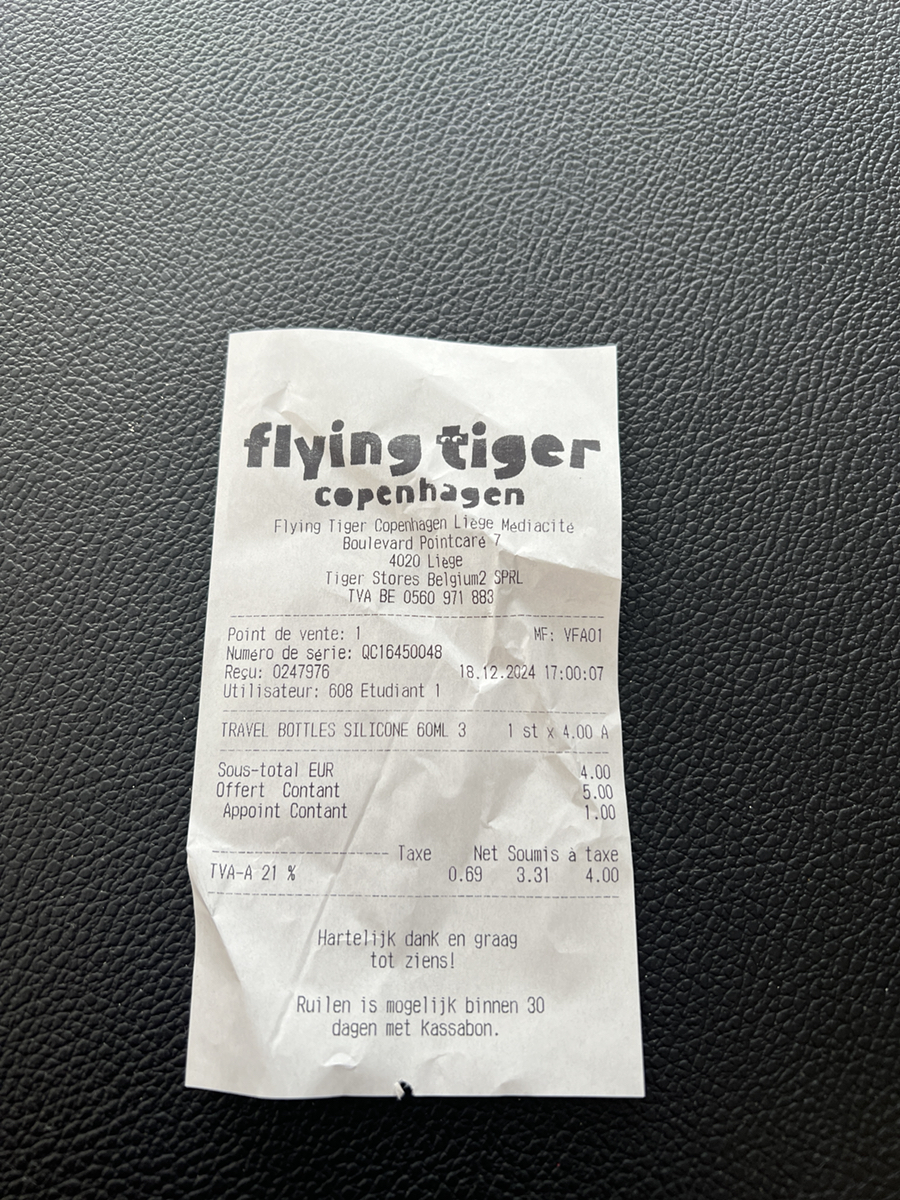 flying tiger
copenhagen
Flying Tiger Copenhagen Liège Médiacité
Boulevard Pointcaré 7
4020 Liège
Tiger Stores Belgium2 SPRL
TVA BE 0560 971 883
Point de vente: 1 MF: VFA01
Numéro de série: QC16450048
Reçu: 0247976 18.12.2024 17:00:07
Utilisateur: 608 Etudiant 1
TRAVEL BOTTLES SILICONE 60ML 3 1 st x 4.00 A
Sous-total EUR 4.00
Offert Contant 5.00
Appoint Contant 1.00
Taxe Net Soumis à taxe
TVA-A 21 % 0.69 3.31 4.00
Hartelijk dank en graag
tot ziens!
Ruilen is mogelijk binnen 30
dagen met kassabon.